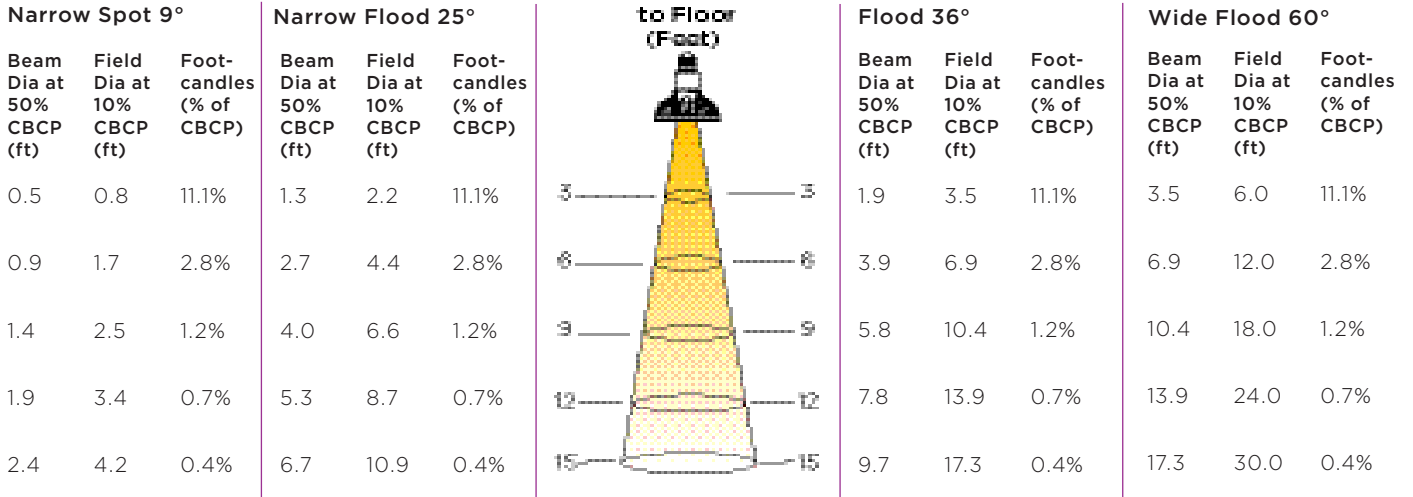 Narrow Spot 9° Narrow Flood 25° to Floor Flood 36° Wide Flood 60°
(Feet)
Beam Field Foot- Beam Field Foot- Beam Field Foot- Beam Field Foot-
Dia at Dia at candles Dia at Dia at candles Dia at Dia at candles Dia at Dia at candles
50% 10% (% of 50% 10% (% of 50% 10% (% of 50% 10% (% of
CBCP CBCP CBCP) CBCP CBCP CBCP) CBCP CBCP CBCP) CBCP CBCP CBCP)
(ft) (ft) (ft) (ft) (ft) (ft) (ft) (ft)
0.5 0.8 11.1% 1.3 2.2 11.1% 3 3 1.9 3.5 11.1% 3.5 6.0 11.1%
0.9 1.7 2.8% 2.7 4.4 2.8% 6 6 3.9 6.9 2.8% 6.9 12.0 2.8%
1.4 2.5 1.2% 4.0 6.6 1.2% 9 9 5.8 10.4 1.2% 10.4 18.0 1.2%
1.9 3.4 0.7% 5.3 8.7 0.7% 12 12 7.8 13.9 0.7% 13.9 24.0 0.7%
2.4 4.2 0.4% 6.7 10.9 0.4% 15 15 9.7 17.3 0.4% 17.3 30.0 0.4%